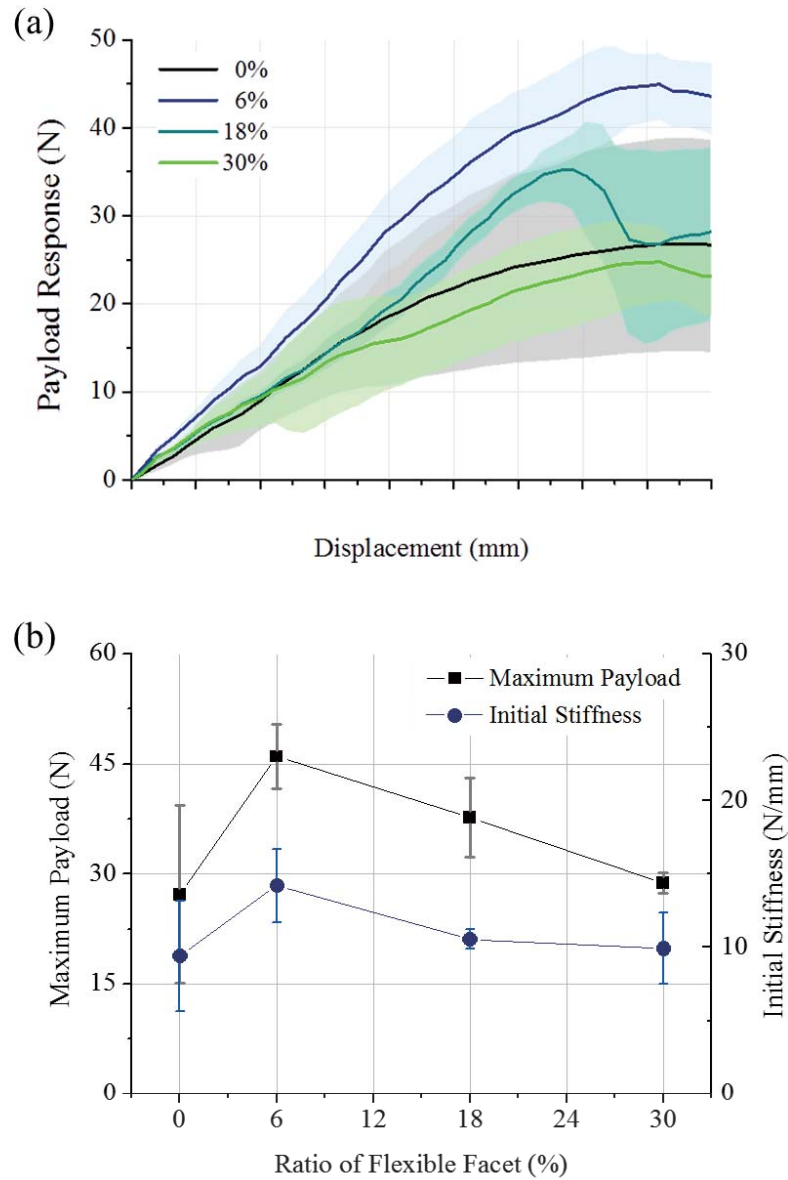 (a)
50
40
30
20
10
0
Payload Response (N)
0%
6%
18%
30%
Displacement (mm)
(b)
60
45
30
15
0
Maximum Payload (N)
Maximum Payload
Initial Stiffness
30
20
10
0
Initial Stiffness (N/mm)
0 6 12 18 24 30
Ratio of Flexible Facet (%)